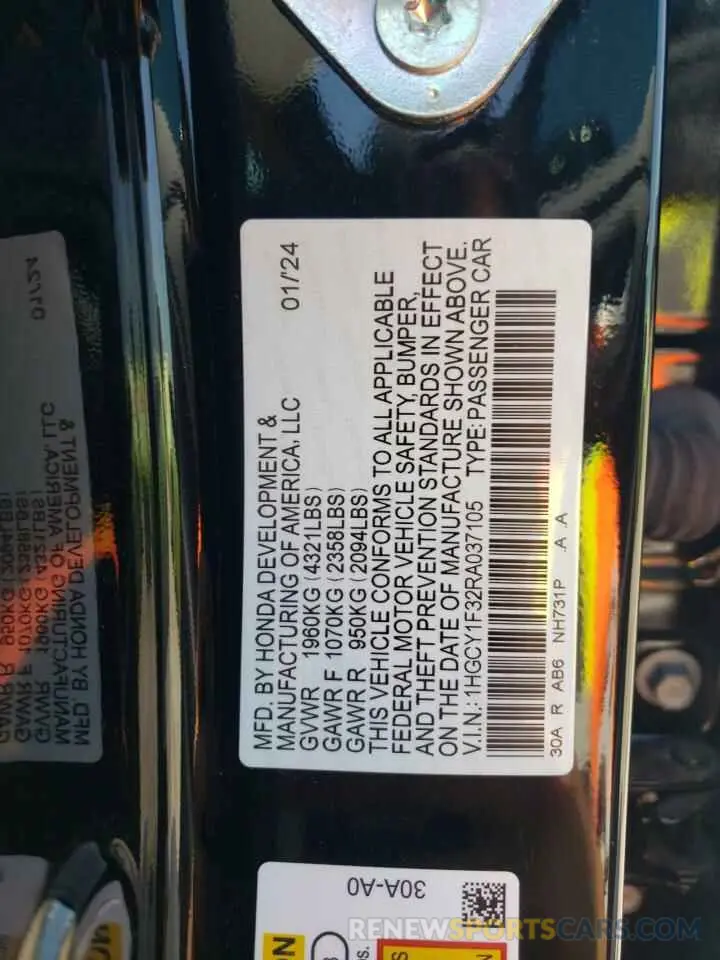 MFD. BY HONDA DEVELOPMENT &
MANUFACTURING OF AMERICA, LLC 01/'24
GVWR 1960KG (4321LBS)
GAWR F 1070KG (2358LBS)
GAWR R 950KG (2094LBS)
THIS VEHICLE CONFORMS TO ALL APPLICABLE
FEDERAL MOTOR VEHICLE SAFETY, BUMPER,
AND THEFT PREVENTION STANDARDS IN EFFECT
ON THE DATE OF MANUFACTURE SHOWN ABOVE.
V.I.N.: 1HGCY1F32RA037105 TYPE: PASSENGER CAR
30A R AB6 NH731P A A
30A-A0
RENEWSPORTSCARS.COM